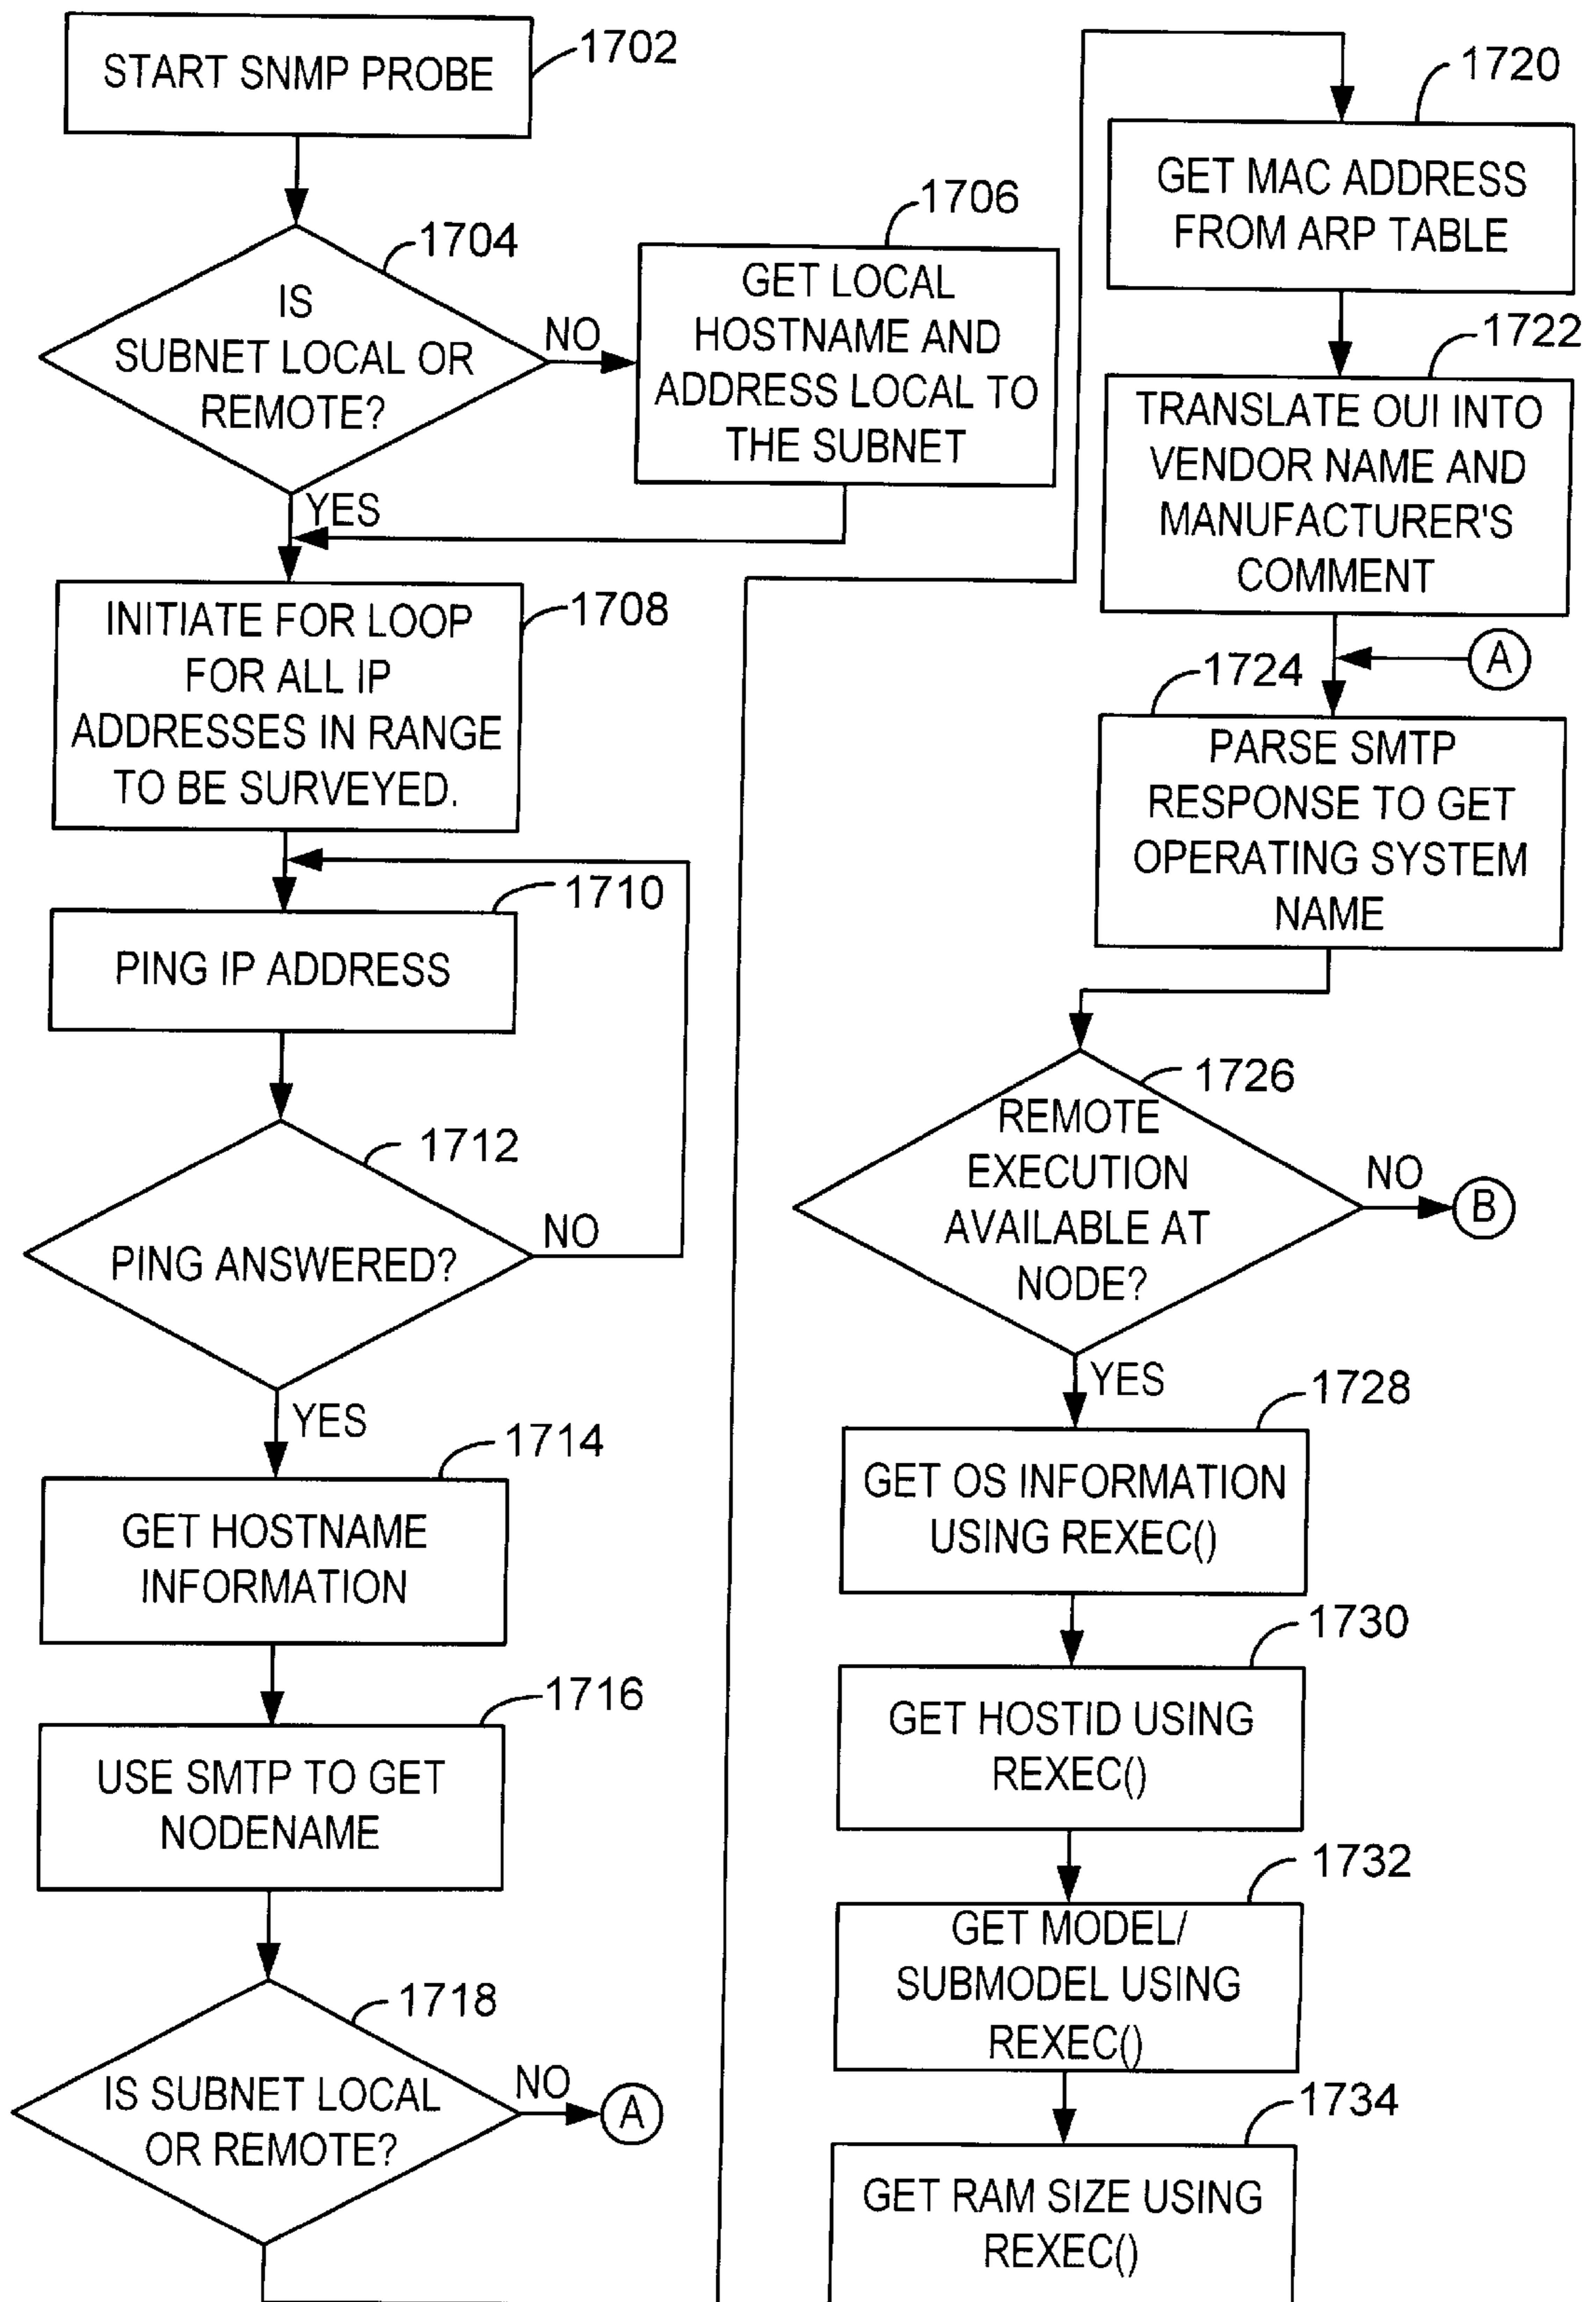 START SNMP PROBE
1702
1704
IS
SUBNET LOCAL OR
REMOTE?
NO
YES
1706
GET LOCAL
HOSTNAME AND
ADDRESS LOCAL TO
THE SUBNET
1708
INITIATE FOR LOOP
FOR ALL IP
ADDRESSES IN RANGE
TO BE SURVEYED.
1710
PING IP ADDRESS
1712
PING ANSWERED?
NO
YES
1714
GET HOSTNAME
INFORMATION
1716
USE SMTP TO GET
NODENAME
1718
IS SUBNET LOCAL
OR REMOTE?
NO
A
1720
GET MAC ADDRESS
FROM ARP TABLE
1722
TRANSLATE OUI INTO
VENDOR NAME AND
MANUFACTURER'S
COMMENT
A
1724
PARSE SMTP
RESPONSE TO GET
OPERATING SYSTEM
NAME
1726
REMOTE
EXECUTION
AVAILABLE AT
NODE?
NO
B
YES
1728
GET OS INFORMATION
USING REXEC()
1730
GET HOSTID USING
REXEC()
1732
GET MODEL/
SUBMODEL USING
REXEC()
1734
GET RAM SIZE USING
REXEC()